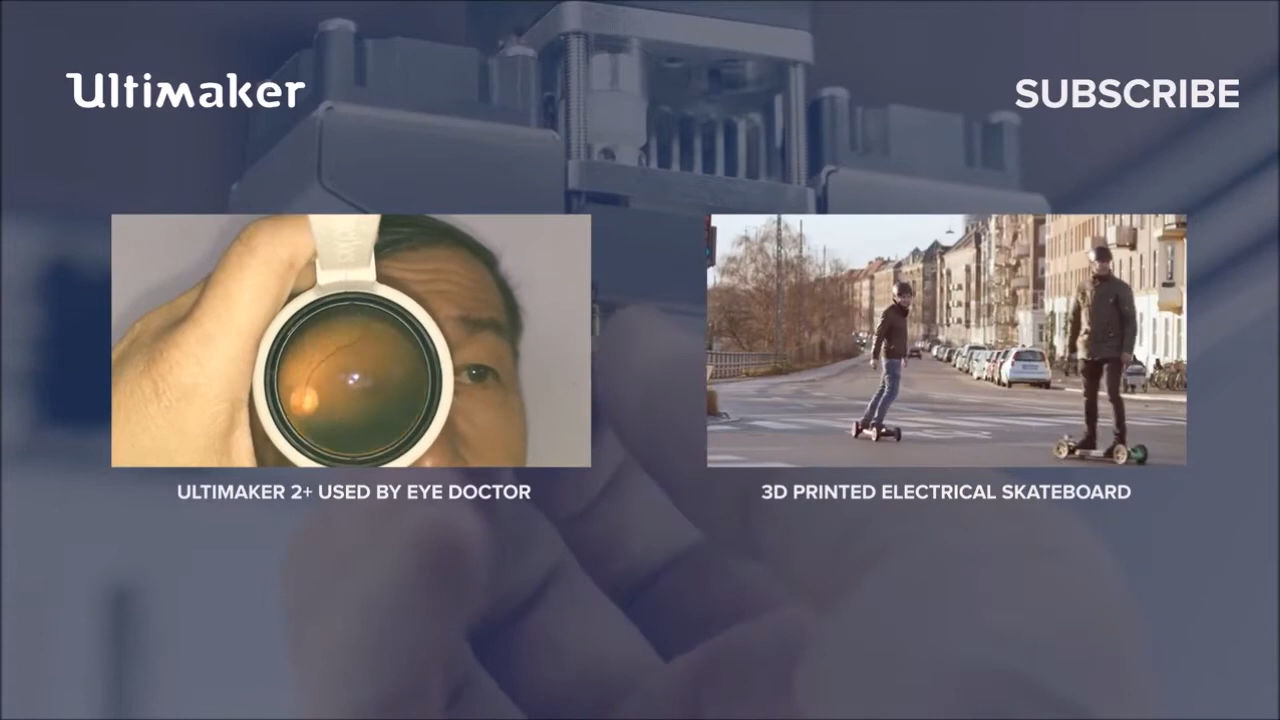 Ultimaker
SUBSCRIBE
ULTIMAKER 2+ USED BY EYE DOCTOR
3D PRINTED ELECTRICAL SKATEBOARD